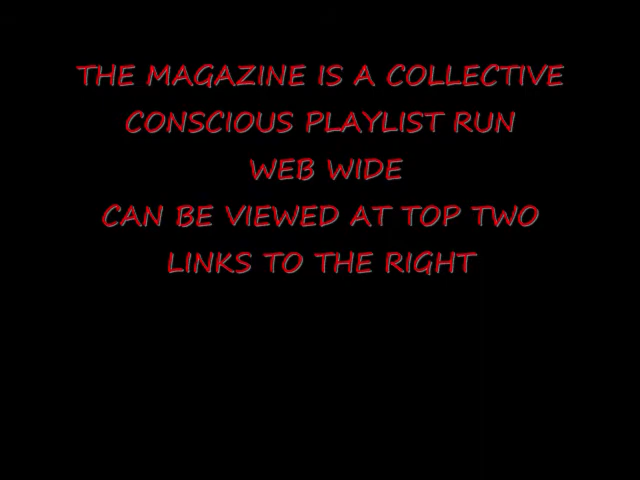 THE MAGAZINE IS A COLLECTIVE
CONSCIOUS PLAYLIST RUN
WEB WIDE
CAN BE VIEWED AT TOP TWO
LINKS TO THE RIGHT